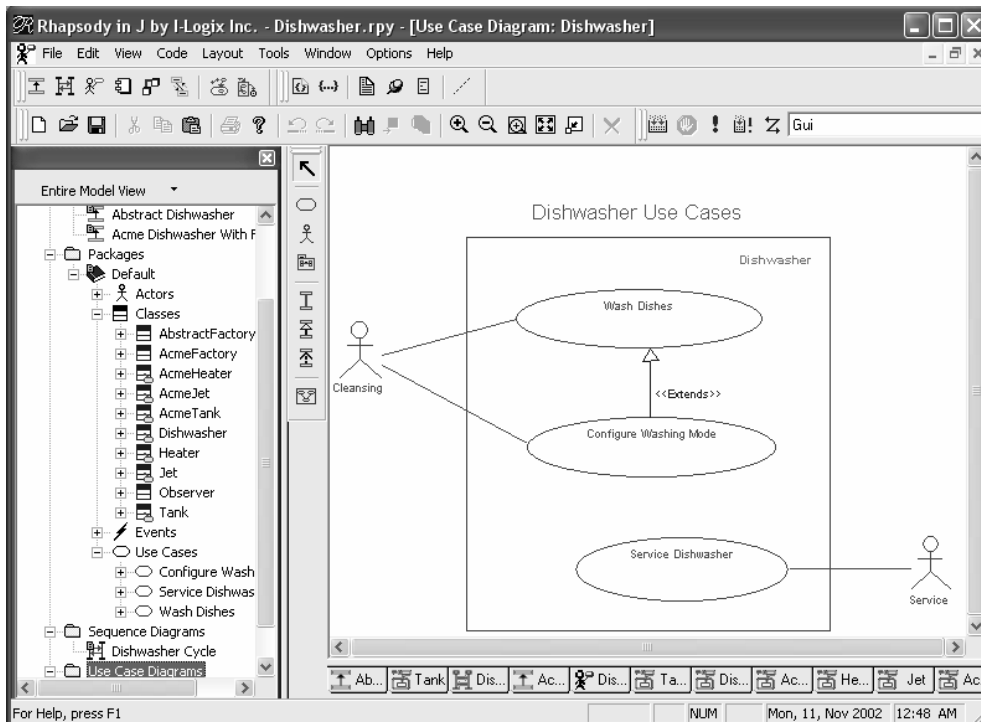 Rhapsody in J by I-Logix Inc. - Dishwasher.rpy - [Use Case Diagram: Dishwasher]
File Edit View Code Layout Tools Window Options Help
Gui
Entire Model View
Abstract Dishwasher
Acme Dishwasher With F
Packages
Default
Actors
Classes
AbstractFactory
AcmeFactory
AcmeHeater
AcmeJet
AcmeTank
Dishwasher
Heater
Jet
Observer
Tank
Events
Use Cases
Configure Wash
Service Dishwas
Wash Dishes
Sequence Diagrams
Dishwasher Cycle
Use Case Diagrams
Dishwasher Use Cases
Dishwasher
Wash Dishes
Cleansing
<<Extends>>
Configure Washing Mode
Service Dishwasher
Service
Ab... Tank Dis... Ac... Dis... Ta... Dis... Ac... He... Jet Ac...
For Help, press F1
NUM Mon, 11, Nov 2002 12:48 AM